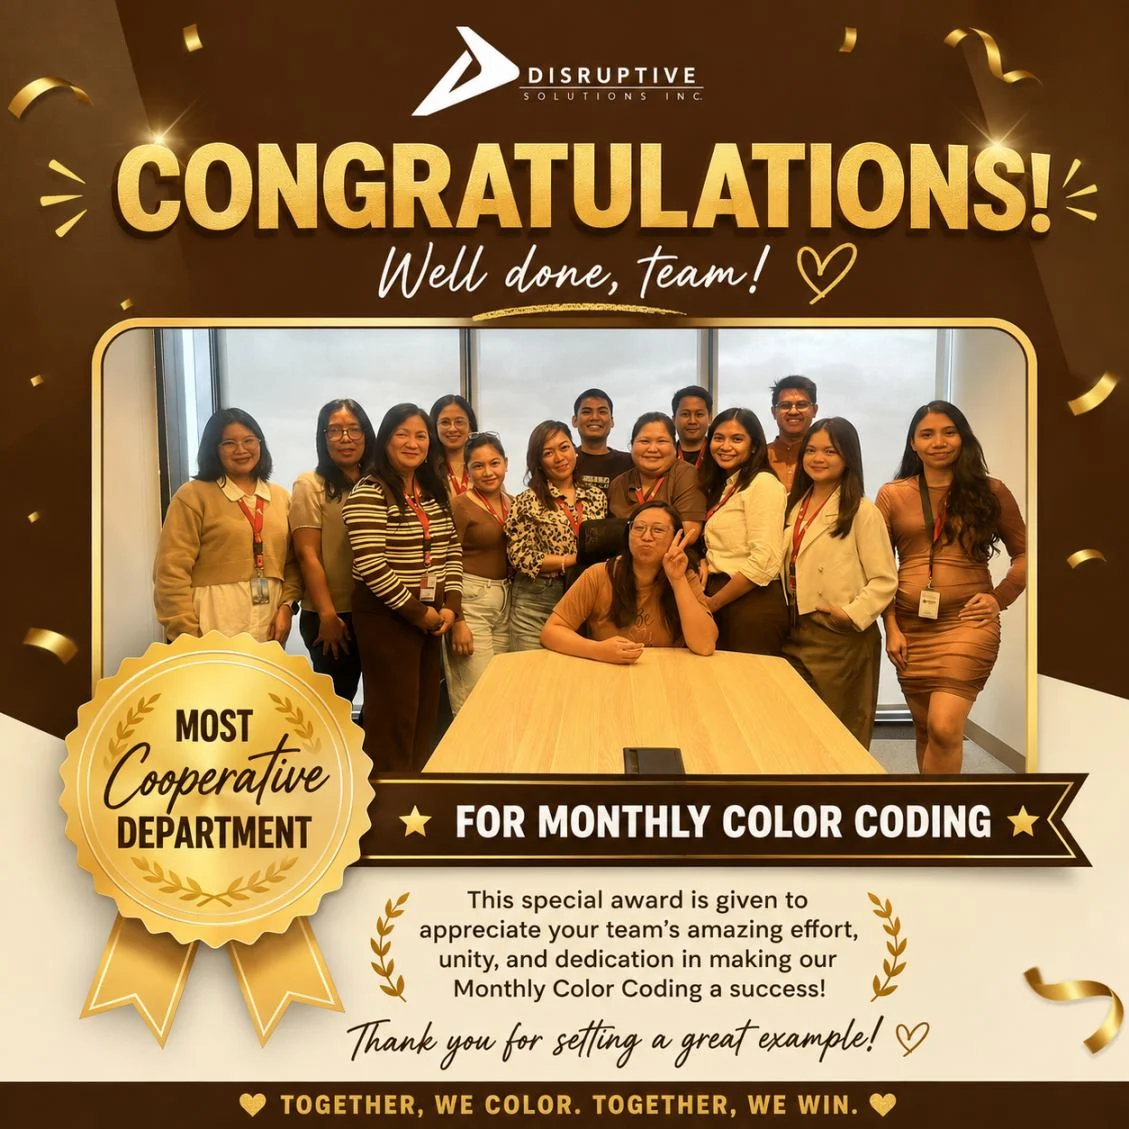 DISRUPTIVE
SOLUTIONS INC.
CONGRATULATIONS!
Well done, team!
MOST
Cooperative
DEPARTMENT
FOR MONTHLY COLOR CODING
This special award is given to
appreciate your team's amazing effort,
unity, and dedication in making our
Monthly Color Coding a success!
Thank you for setting a great example!
TOGETHER, WE COLOR. TOGETHER, WE WIN.